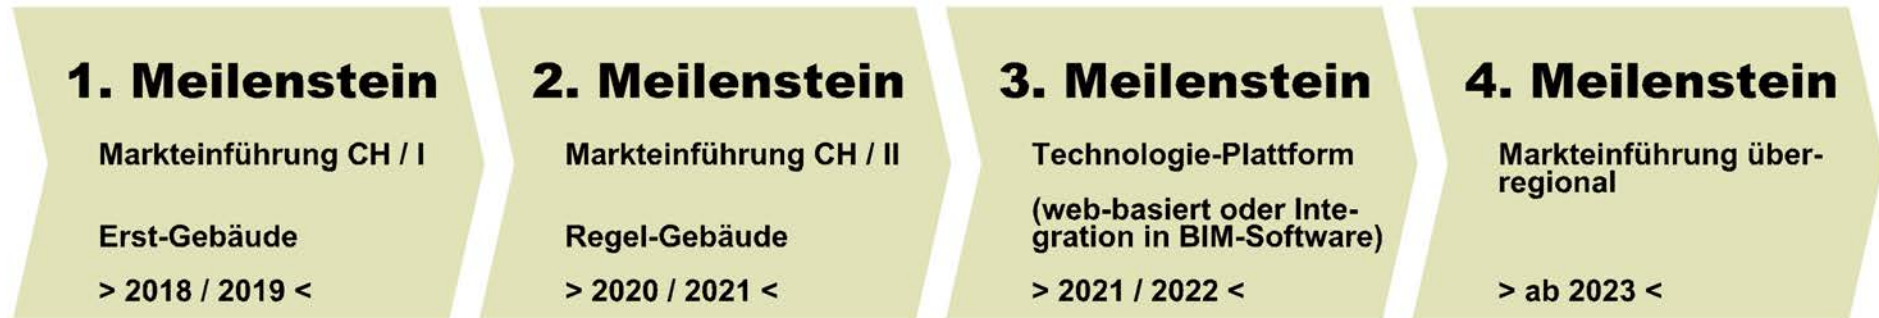 1. Meilenstein
Markteinführung CH / I
Erst-Gebäude
> 2018 / 2019 <
2. Meilenstein
Markteinführung CH / II
Regel-Gebäude
> 2020 / 2021 <
3. Meilenstein
Technologie-Plattform
(web-basiert oder Inte-
gration in BIM-Software)
> 2021 / 2022 <
4. Meilenstein
Markteinführung über-
regional
> ab 2023 <